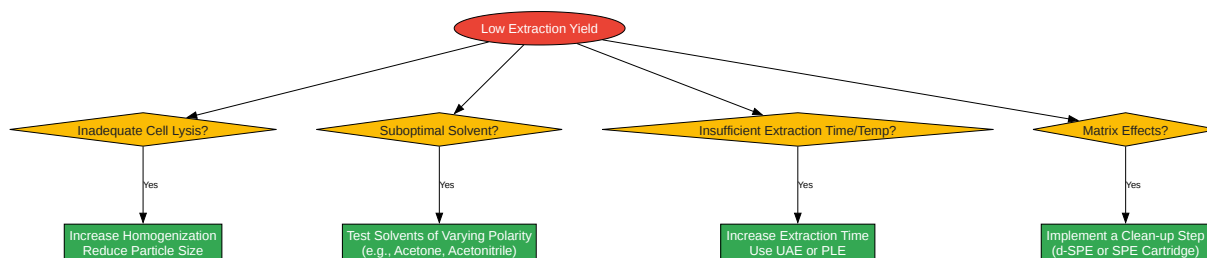 Low Extraction Yield
Inadequate Cell Lysis?
Suboptimal Solvent?
Insufficient Extraction Time/Temp?
Matrix Effects?
Yes
Yes
Yes
Yes
Increase Homogenization
Reduce Particle Size
Test Solvents of Varying Polarity
(e.g., Acetone, Acetonitrile)
Increase Extraction Time
Use UAE or PLE
Implement a Clean-up Step
(d-SPE or SPE Cartridge)